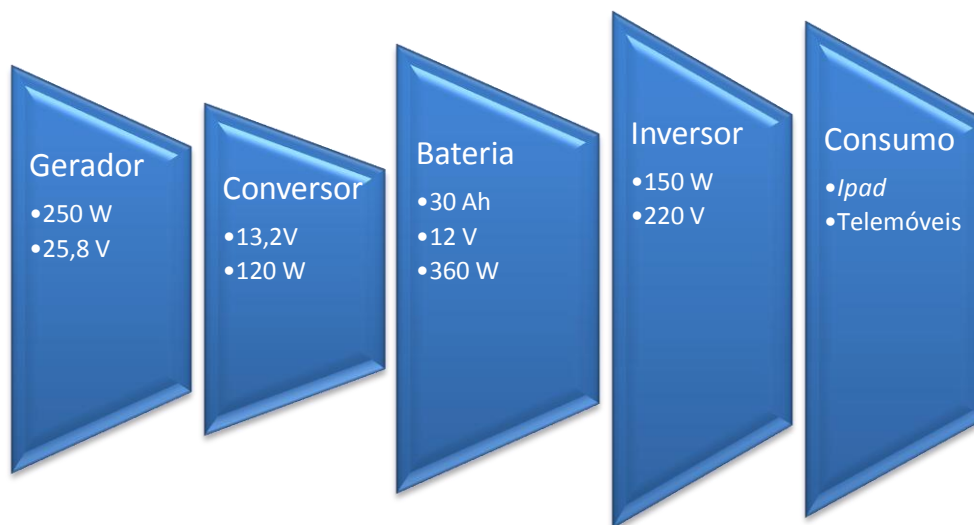 Gerador
•250 W
•25,8 V
Conversor
•13,2V
•120 W
Bateria
•30 Ah
•12 V
•360 W
Inversor
•150 W
•220 V
Consumo
•Ipad
•Telemóveis